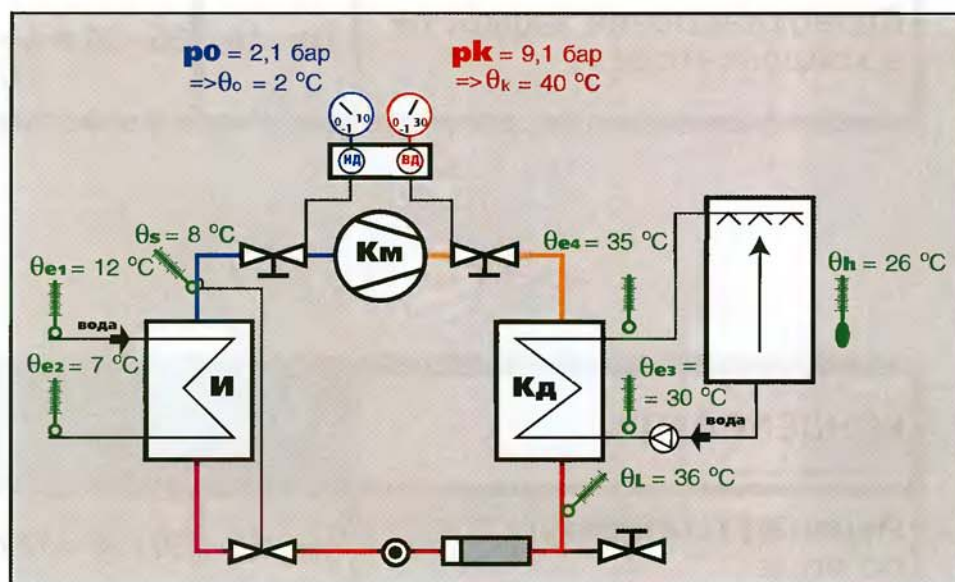 p0 = 2,1 бар
=>θo = 2 °C
pk = 9,1 бар
=>θk = 40 °C
0 10
-1
0 30
-1
НД
ВД
θs = 8 °C
Км
θe4 = 35 °C
θe1 = 12 °C
θh = 26 °C
вода
θe2 = 7 °C
И
Кд
θe3 =
= 30 °C
вода
θL = 36 °C